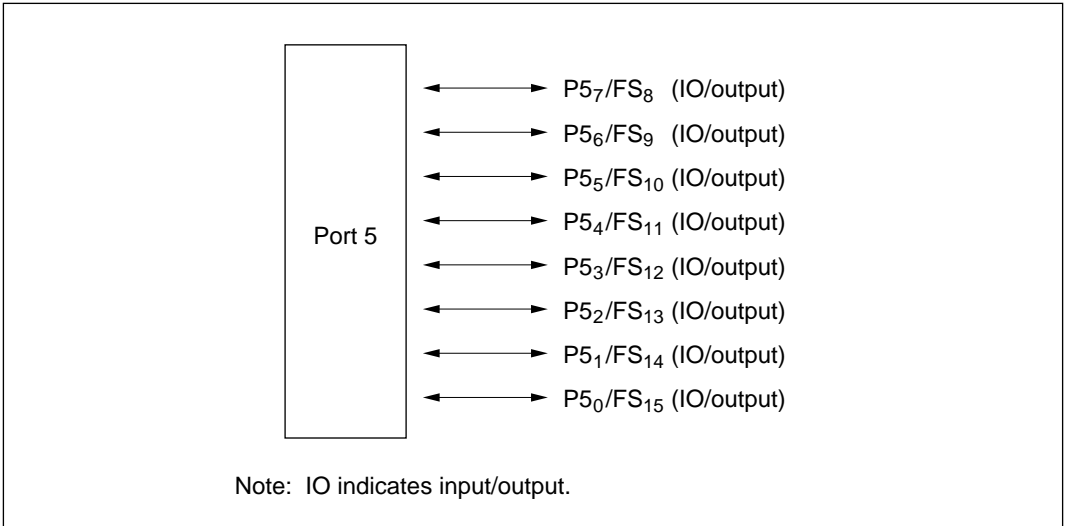 P5₇/FS₈ (IO/output)
P5₆/FS₉ (IO/output)
P5₅/FS₁₀ (IO/output)
P5₄/FS₁₁ (IO/output)
Port 5
P5₃/FS₁₂ (IO/output)
P5₂/FS₁₃ (IO/output)
P5₁/FS₁₄ (IO/output)
P5₀/FS₁₅ (IO/output)
Note: IO indicates input/output.